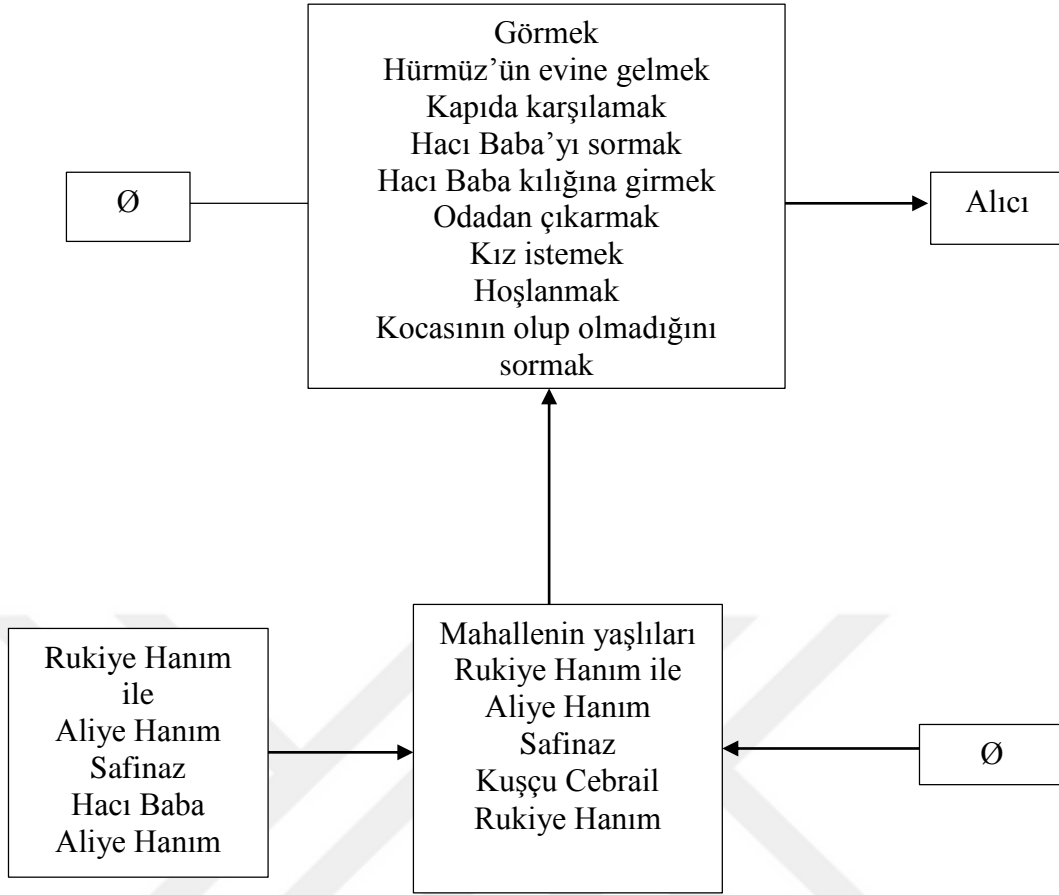 Görmek
Hürmüz’ün evine gelmek
Kapıda karşılamak
Hacı Baba’yı sormak
Hacı Baba kılığına girmek
Odadan çıkarmak
Kız istemek
Hoşlanmak
Kocasının olup olmadığını
sormak
Ø
Alıcı
Rukiye Hanım
ile
Aliye Hanım
Safinaz
Hacı Baba
Aliye Hanım
Mahallenin yaşlıları
Rukiye Hanım ile
Aliye Hanım
Safinaz
Kuşçu Cebrail
Rukiye Hanım
Ø